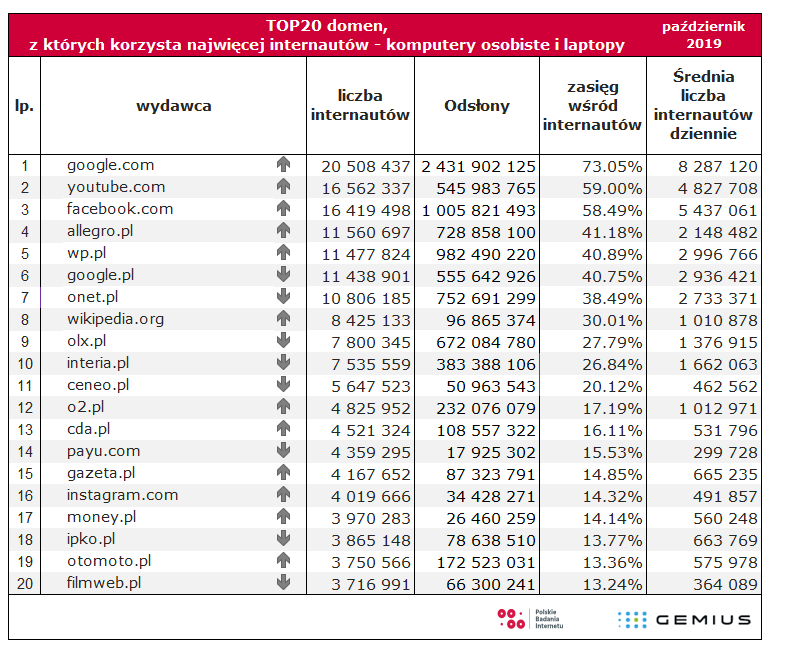 TOP20 domen,
z których korzysta najwięcej internautów - komputery osobiste i laptopy
październik
2019
lp.
wydawca
liczba
internautów
Odsłony
zasięg
wśród
internautów
Średnia
liczba
internautów
dziennie
1 google.com 20 508 437 2 431 902 125 73.05% 8 287 120
2 youtube.com 16 562 337 545 983 765 59.00% 4 827 708
3 facebook.com 16 419 498 1 005 821 493 58.49% 5 437 061
4 allegro.pl 11 560 697 728 858 100 41.18% 2 148 482
5 wp.pl 11 477 824 982 490 220 40.89% 2 996 766
6 google.pl 11 438 901 555 642 926 40.75% 2 936 421
7 onet.pl 10 806 185 752 691 299 38.49% 2 733 371
8 wikipedia.org 8 425 133 96 865 374 30.01% 1 010 878
9 olx.pl 7 800 345 672 084 780 27.79% 1 376 915
10 interia.pl 7 535 559 383 388 106 26.84% 1 662 063
11 ceneo.pl 5 647 523 50 963 543 20.12% 462 562
12 o2.pl 4 825 952 232 076 079 17.19% 1 012 971
13 cda.pl 4 521 324 108 557 322 16.11% 531 796
14 payu.com 4 359 295 17 925 302 15.53% 299 728
15 gazeta.pl 4 167 652 87 323 791 14.85% 665 235
16 instagram.com 4 019 666 34 428 271 14.32% 491 857
17 money.pl 3 970 283 26 460 259 14.14% 560 248
18 ipko.pl 3 865 148 78 638 510 13.77% 663 769
19 otomoto.pl 3 750 566 172 523 031 13.36% 575 978
20 filmweb.pl 3 716 991 66 300 241 13.24% 364 089
Polskie
Badania
Internetu
GEMIUS